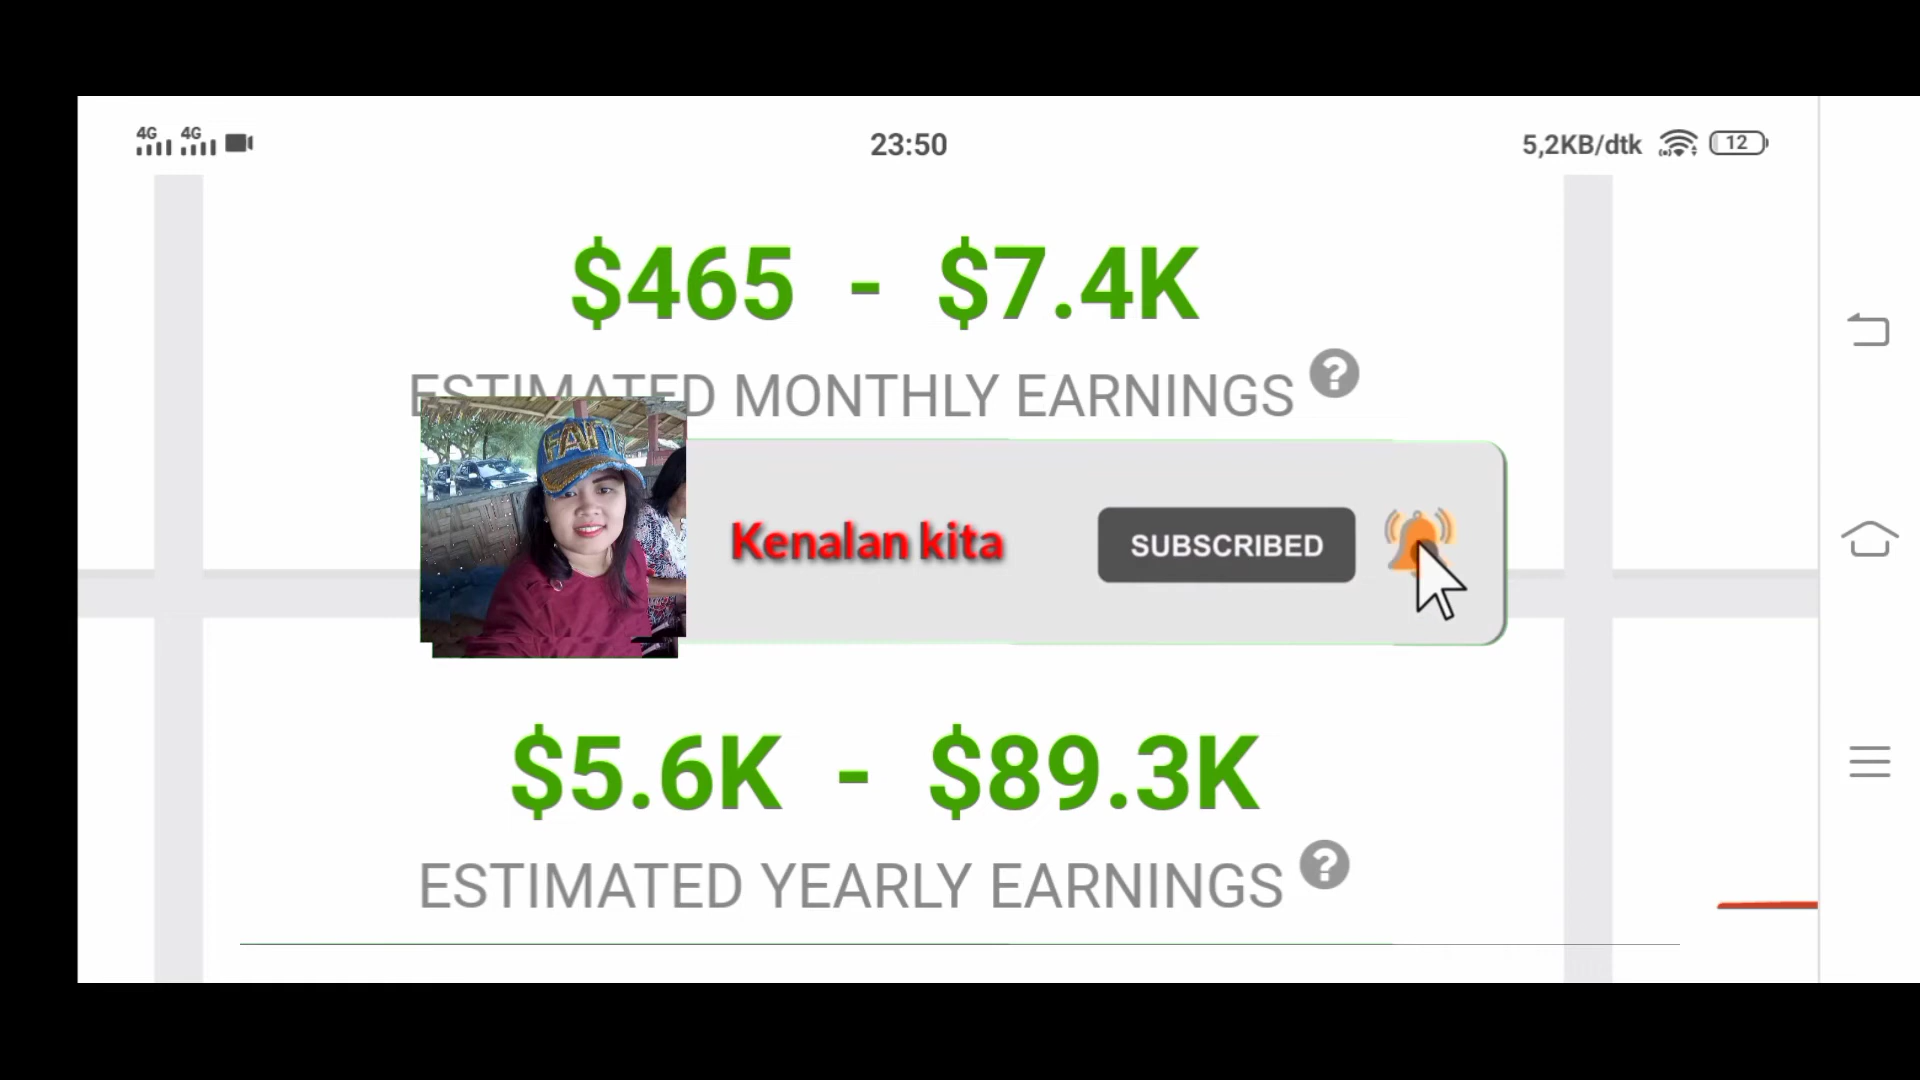 4G 4G 23:50 5,2KB/dtk 12
$465 - $7.4K
ESTIMATED MONTHLY EARNINGS ?
Kenalan kita SUBSCRIBED
$5.6K - $89.3K
ESTIMATED YEARLY EARNINGS ?